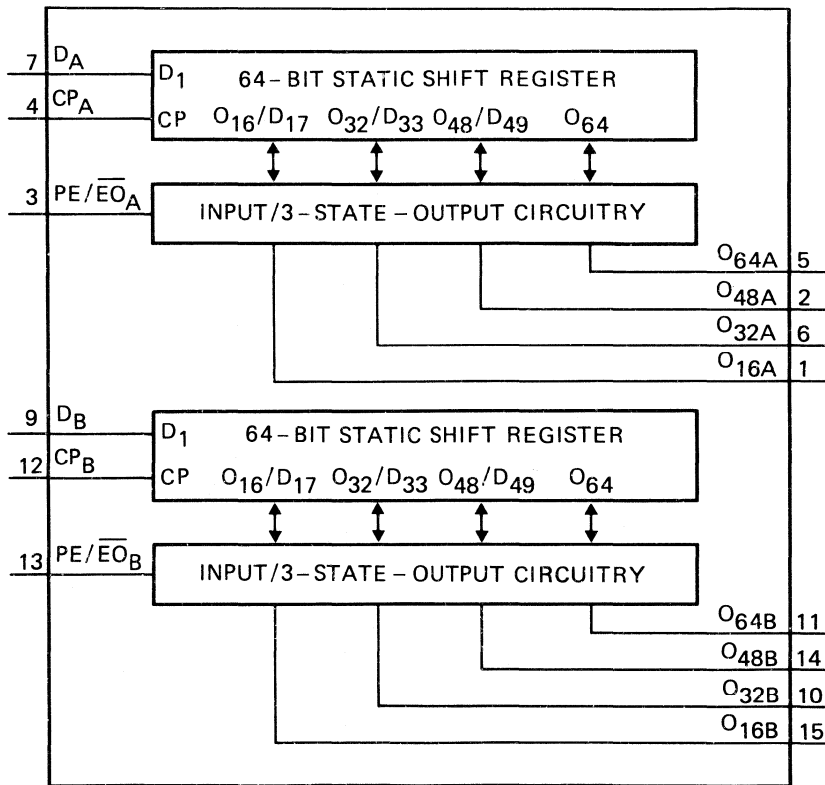 7 DA
D1 64-BIT STATIC SHIFT REGISTER
4 CPA
CP O16/D17 O32/D33 O48/D49 O64
3 PE/E̅O̅A
INPUT/3-STATE-OUTPUT CIRCUITRY
O64A 5
O48A 2
O32A 6
O16A 1
9 DB
D1 64-BIT STATIC SHIFT REGISTER
12 CPB
CP O16/D17 O32/D33 O48/D49 O64
13 PE/E̅O̅B
INPUT/3-STATE-OUTPUT CIRCUITRY
O64B 11
O48B 14
O32B 10
O16B 15